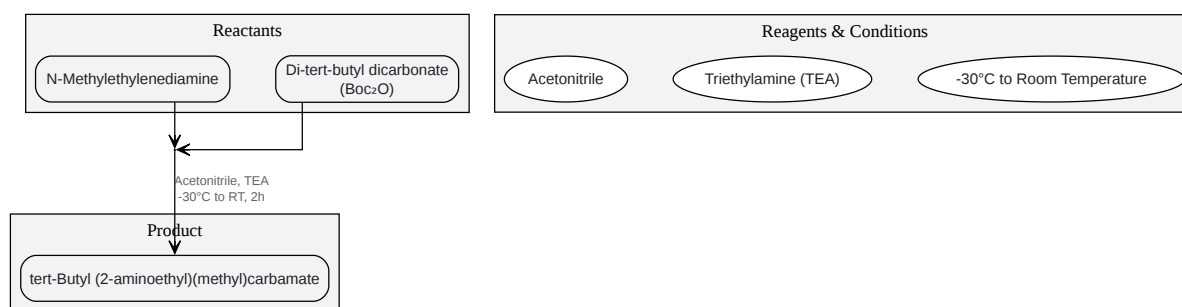 Reactants
N-Methylethylenediamine
Di-tert-butyl dicarbonate
(Boc₂O)
Reagents & Conditions
Acetonitrile
Triethylamine (TEA)
-30°C to Room Temperature
Acetonitrile, TEA
-30°C to RT, 2h
Product
tert-Butyl (2-aminoethyl)(methyl)carbamate